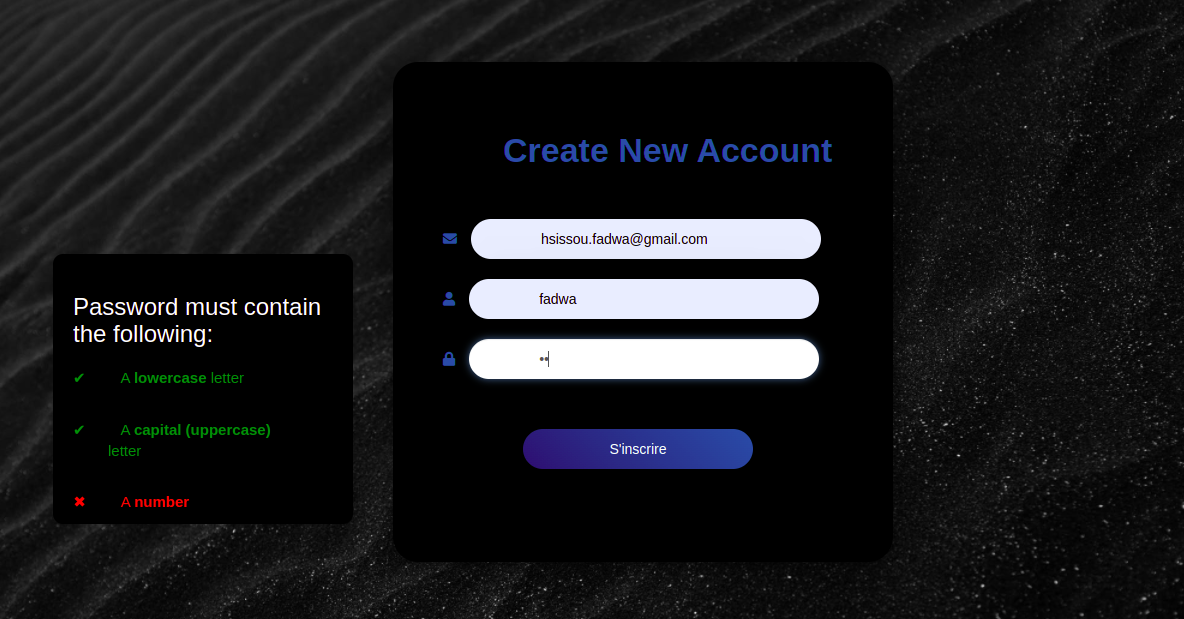 Create New Account
hsissou.fadwa@gmail.com
fadwa
••
S'inscrire
Password must contain
the following:
✔ A lowercase letter
✔ A capital (uppercase)
letter
✖ A number